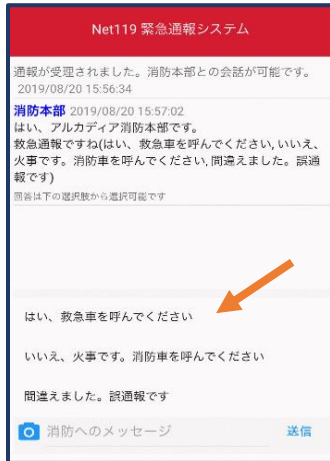 Net119 緊急通報システム
通報が受理されました。消防本部との会話が可能です。
2019/08/20 15:56:34
消防本部 2019/08/20 15:57:02
はい、アルカディア消防本部です。
救急通報ですね(はい、救急車を呼んでください, いいえ、
火事です。消防車を呼んでください, 間違えました。誤通
報です)
回答は下の選択肢から選択可能です
はい、救急車を呼んでください
いいえ、火事です。消防車を呼んでください
間違えました。誤通報です
消防へのメッセージ 送信